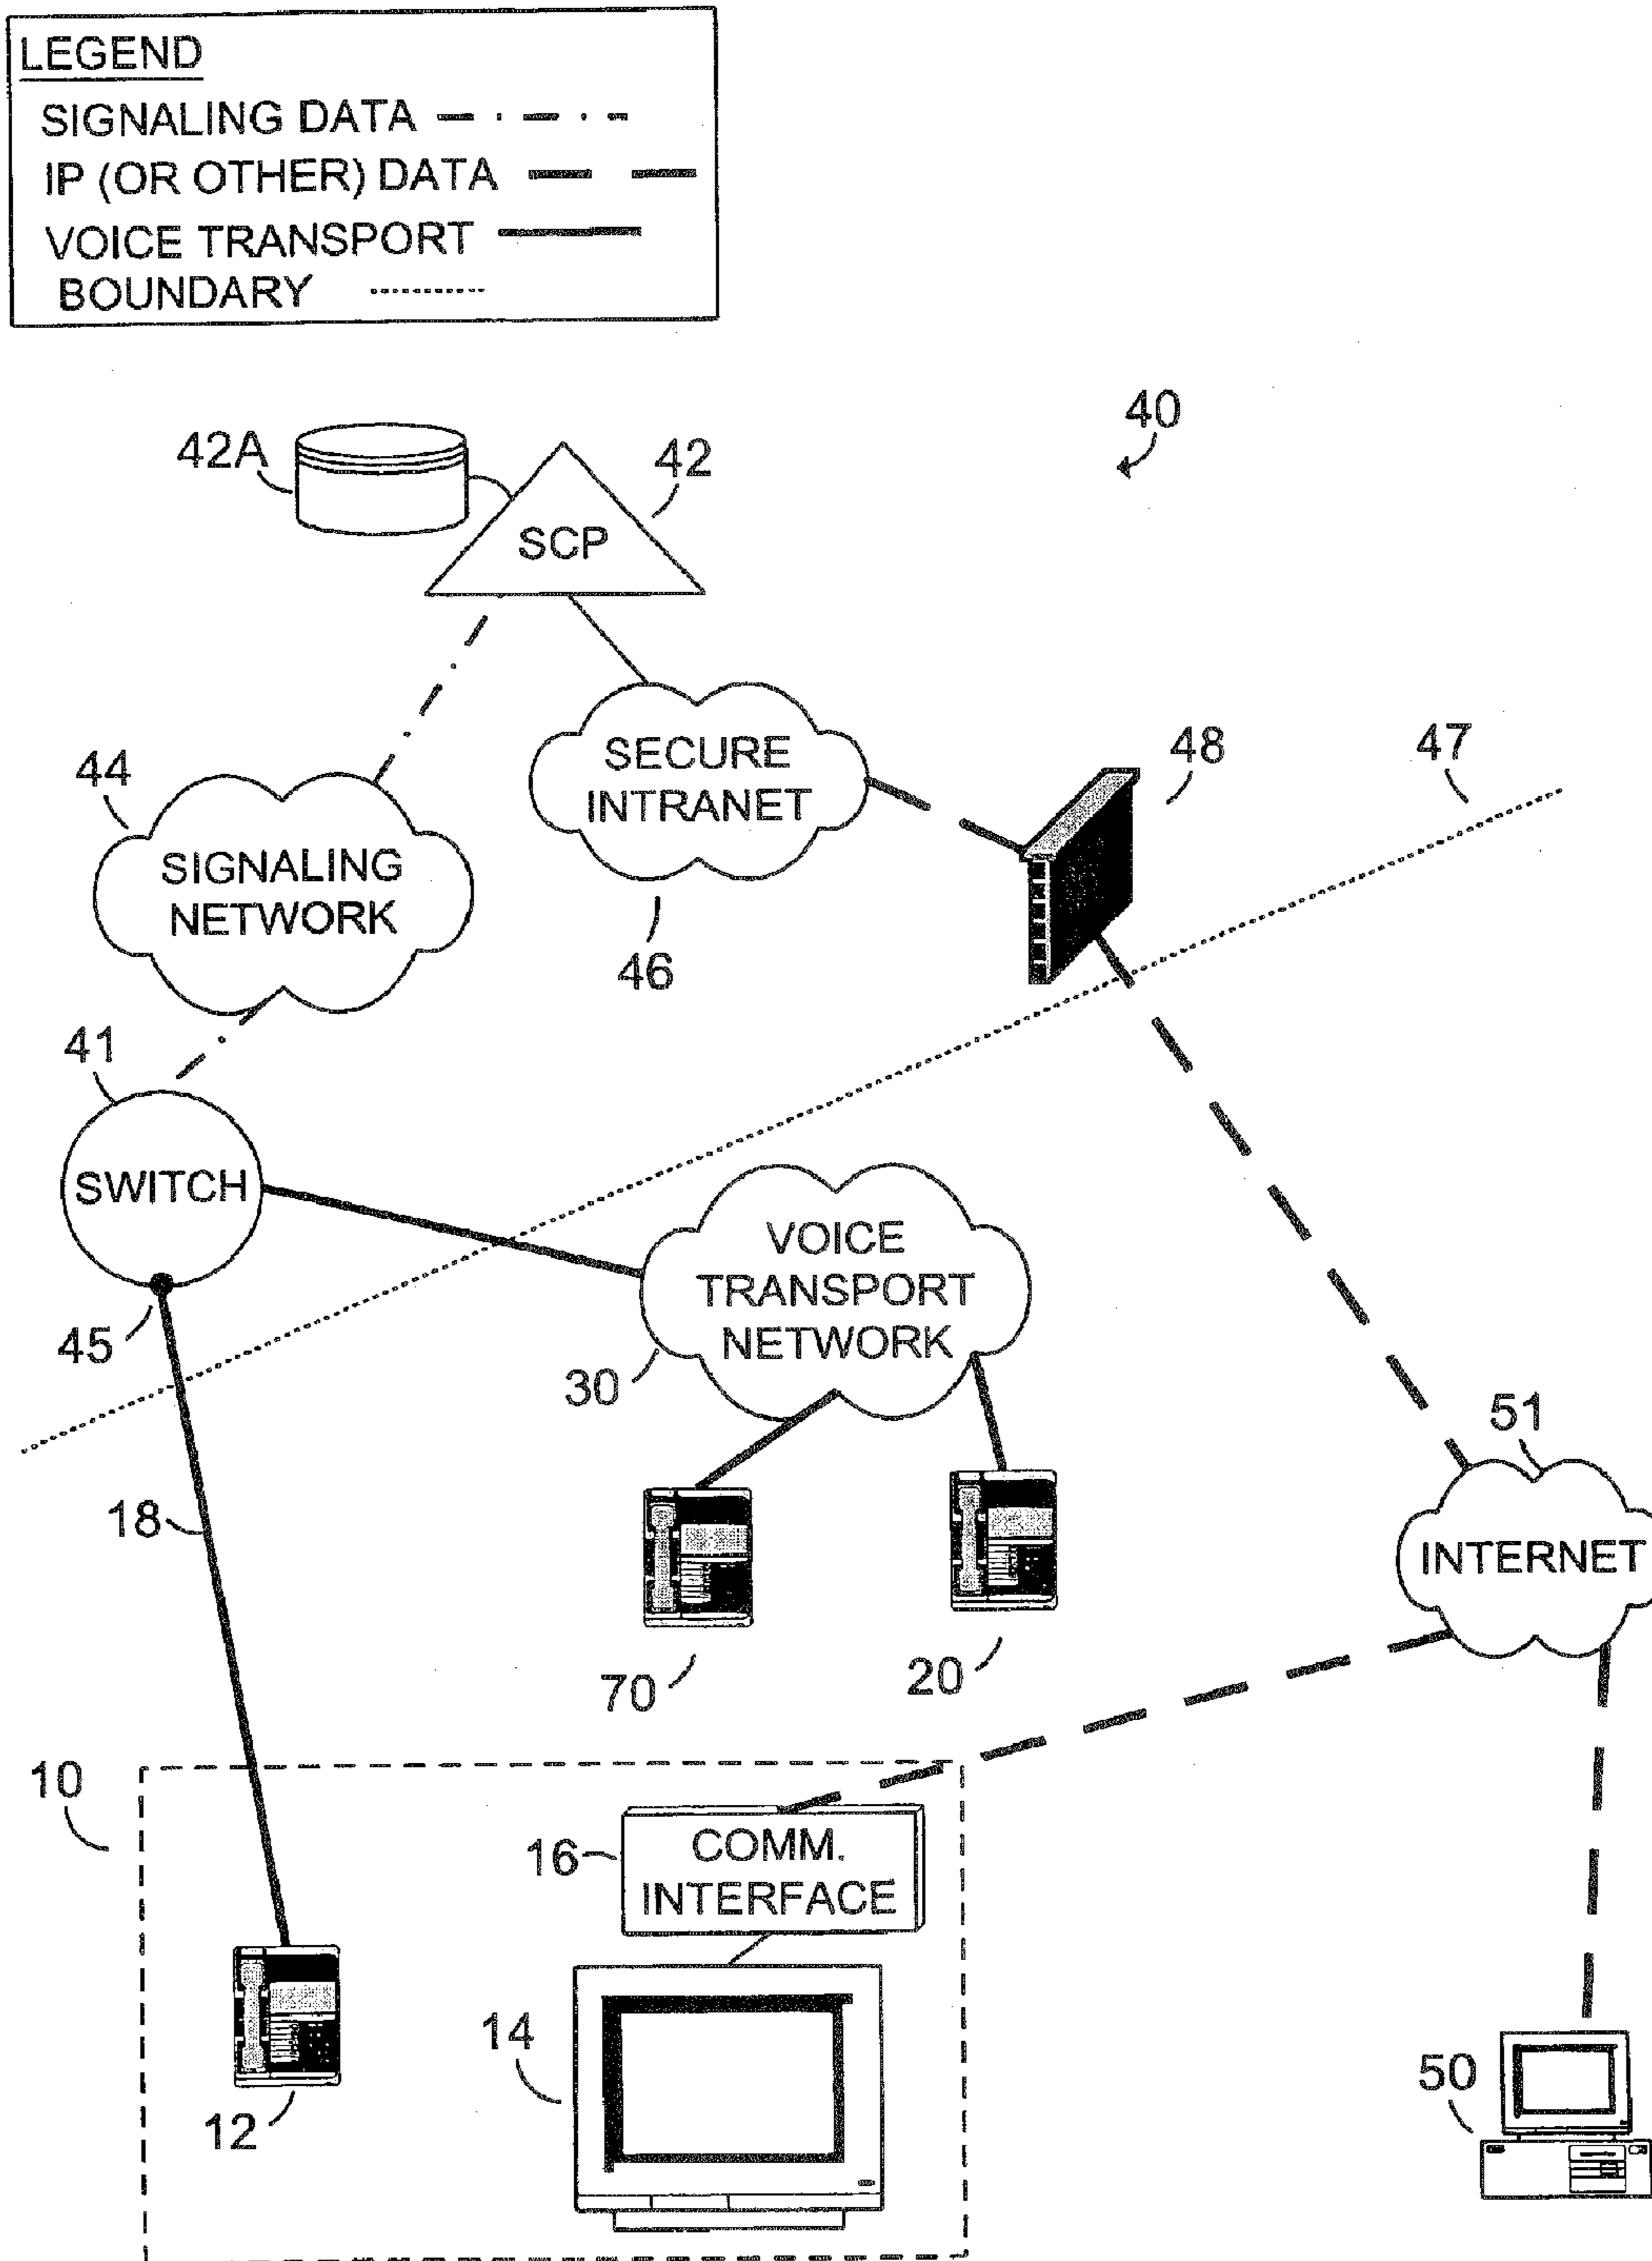 LEGEND
SIGNALING DATA
IP (OR OTHER) DATA
VOICE TRANSPORT
BOUNDARY
40
42A
42
SCP
SECURE
INTRANET
46
48
47
44
SIGNALING
NETWORK
41
SWITCH
45
VOICE
TRANSPORT
NETWORK
30
18
70
20
51
INTERNET
10
16
COMM.
INTERFACE
14
12
50